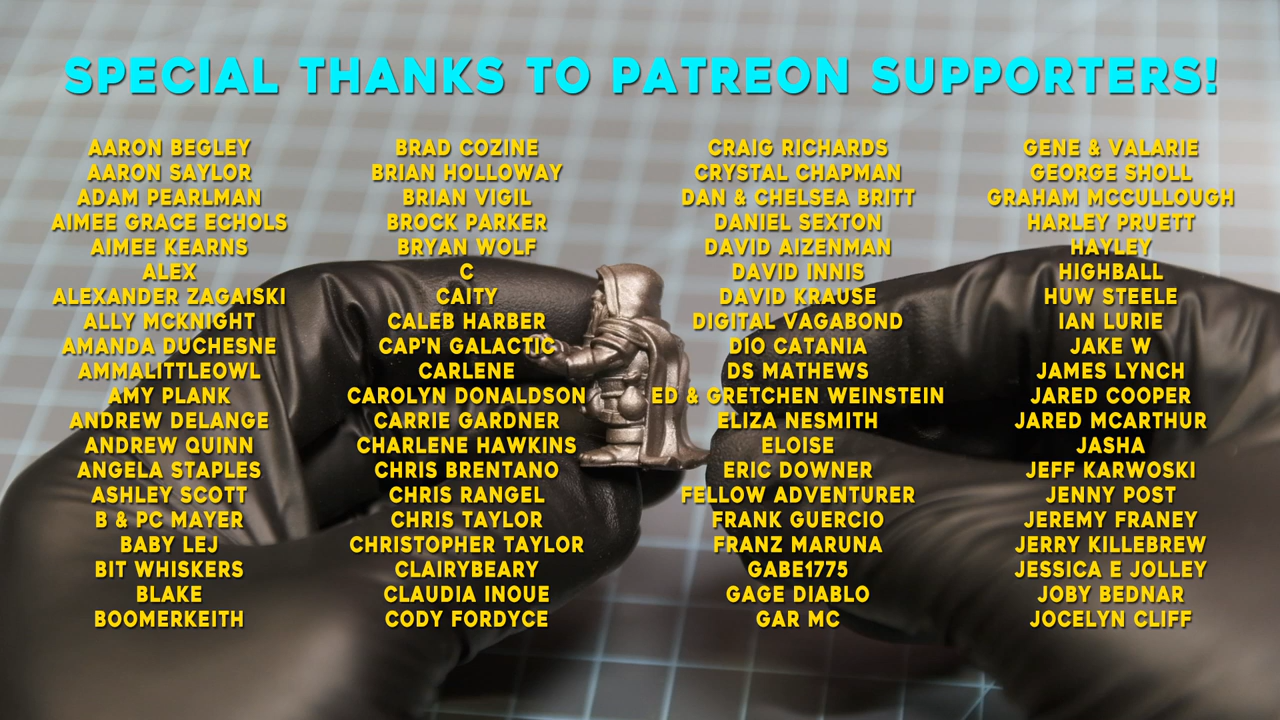 SPECIAL THANKS TO PATREON SUPPORTERS!
AARON BEGLEY
AARON SAYLOR
ADAM PEARLMAN
AIMEE GRACE ECHOLS
AIMEE KEARNS
ALEX
ALEXANDER ZAGAISKI
ALLY MCKNIGHT
AMANDA DUCHESNE
AMMALITTLEOWL
AMY PLANK
ANDREW DELANGE
ANDREW QUINN
ANGELA STAPLES
ASHLEY SCOTT
B & PC MAYER
BABY LEJ
BIT WHISKERS
BLAKE
BOOMERKEITH
BRAD COZINE
BRIAN HOLLOWAY
BRIAN VIGIL
BROCK PARKER
BRYAN WOLF
C
CAITY
CALEB HARBER
CAP'N GALACTIC
CARLENE
CAROLYN DONALDSON
CARRIE GARDNER
CHARLENE HAWKINS
CHRIS BRENTANO
CHRIS RANGEL
CHRIS TAYLOR
CHRISTOPHER TAYLOR
CLAIRYBEARY
CLAUDIA INOUE
CODY FORDYCE
CRAIG RICHARDS
CRYSTAL CHAPMAN
DAN & CHELSEA BRITT
DANIEL SEXTON
DAVID AIZENMAN
DAVID INNIS
DAVID KRAUSE
DIGITAL VAGABOND
DIO CATANIA
DS MATHEWS
ED & GRETCHEN WEINSTEIN
ELIZA NESMITH
ELOISE
ERIC DOWNER
FELLOW ADVENTURER
FRANK GUERCIO
FRANZ MARUNA
GABE1775
GAGE DIABLO
GAR MC
GENE & VALARIE
GEORGE SHOLL
GRAHAM MCCULLOUGH
HARLEY PRUETT
HAYLEY
HIGHBALL
HUW STEELE
IAN LURIE
JAKE W
JAMES LYNCH
JARED COOPER
JARED MCARTHUR
JASHA
JEFF KARWOSKI
JENNY POST
JEREMY FRANEY
JERRY KILLEBREW
JESSICA E JOLLEY
JOBY BEDNAR
JOCELYN CLIFF